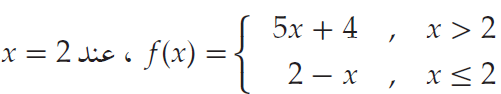 f(x) = { 5x + 4 , x > 2
2 − x , x ≤ 2
، عند x = 2